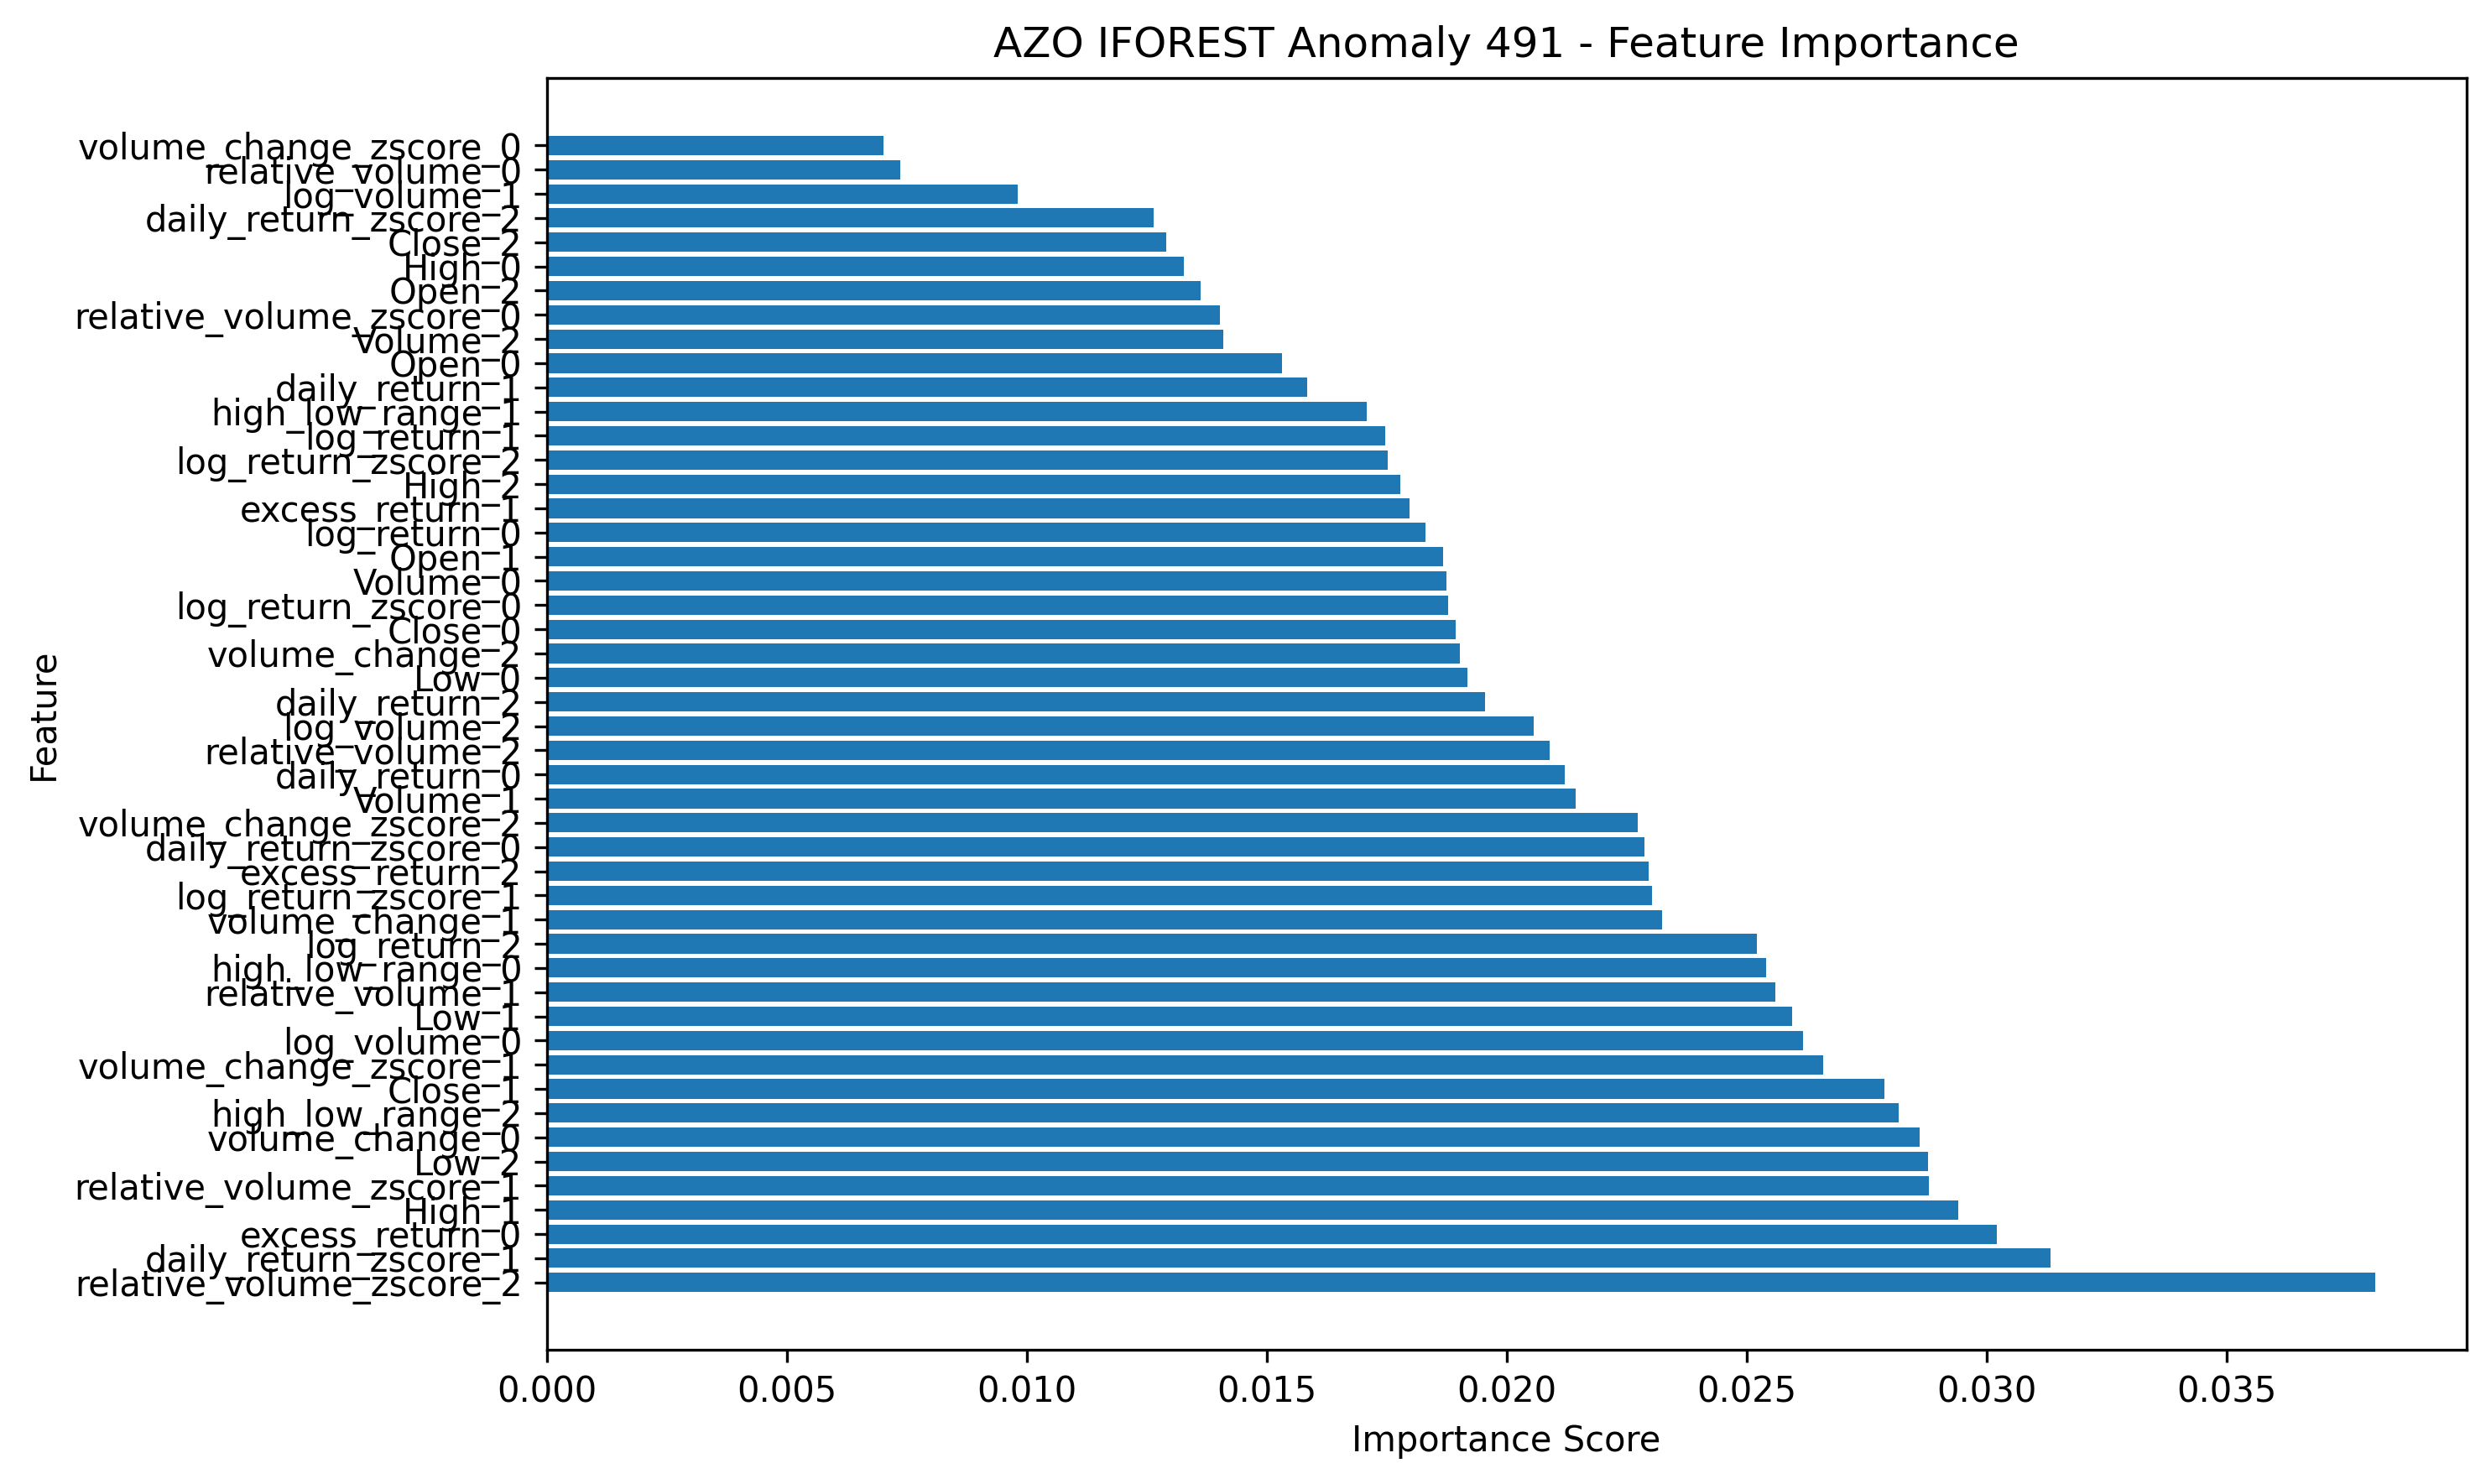 AZO IFOREST Anomaly 491 - Feature Importance
volume_change_zscore_0
relative_volume_0
log_volume_1
daily_return_zscore_2
Close_2
High_0
Open_2
relative_volume_zscore_0
Volume_2
Open_0
daily_return_1
high_low_range_1
log_return_1
log_return_zscore_2
High_2
excess_return_1
log_return_0
Open_1
Volume_0
log_return_zscore_0
Close_0
volume_change_2
Low_0
daily_return_2
log_volume_2
relative_volume_2
daily_return_0
Volume_1
volume_change_zscore_2
daily_return_zscore_0
excess_return_2
log_return_zscore_1
volume_change_1
log_return_2
high_low_range_0
relative_volume_1
Low_1
log_volume_0
volume_change_zscore_1
Close_1
high_low_range_2
volume_change_0
Low_2
relative_volume_zscore_1
High_1
excess_return_0
daily_return_zscore_1
relative_volume_zscore_2
Feature
0.000 0.005 0.010 0.015 0.020 0.025 0.030 0.035
Importance Score